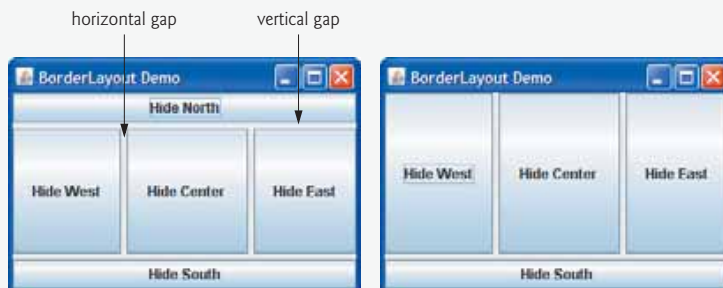 horizontal gap
vertical gap
BorderLayout Demo
Hide North
Hide West
Hide Center
Hide East
Hide South
BorderLayout Demo
Hide West
Hide Center
Hide East
Hide South